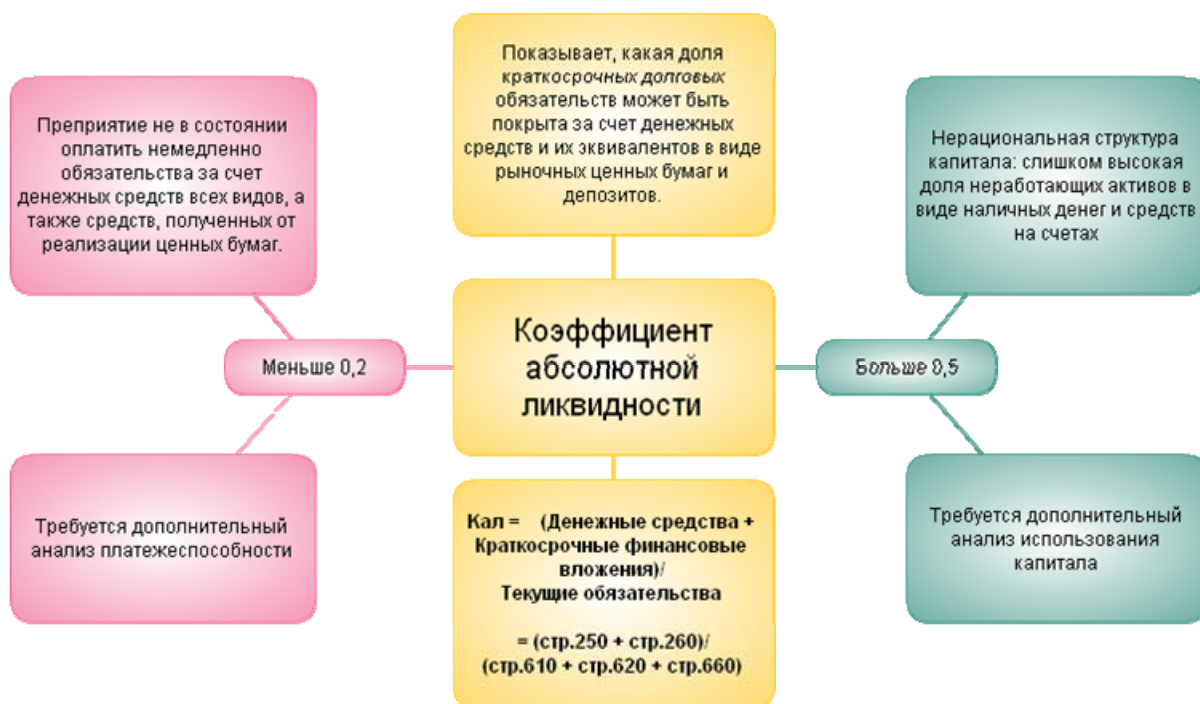 Показывает, какая доля
краткосрочных долговых
обязательств может быть
покрыта за счет денежных
средств и их эквивалентов в виде
рыночных ценных бумаг и
депозитов.
Преприятие не в состоянии
оплатить немедленно
обязательства за счет
денежных средств всех видов, а
также средств, полученных от
реализации ценных бумаг.
Нерациональная структура
капитала: слишком высокая
доля неработающих активов в
виде наличных денег и средств
на счетах
Меньше 0,2
Коэффициент
абсолютной
ликвидности
Больше 0,5
Требуется дополнительный
анализ платежеспособности
Кал = (Денежные средства +
Краткосрочные финансовые
вложения)/
Текущие обязательства
= (стр.250 + стр.260)/
(стр.610 + стр.620 + стр.660)
Требуется дополнительный
анализ использования
капитала